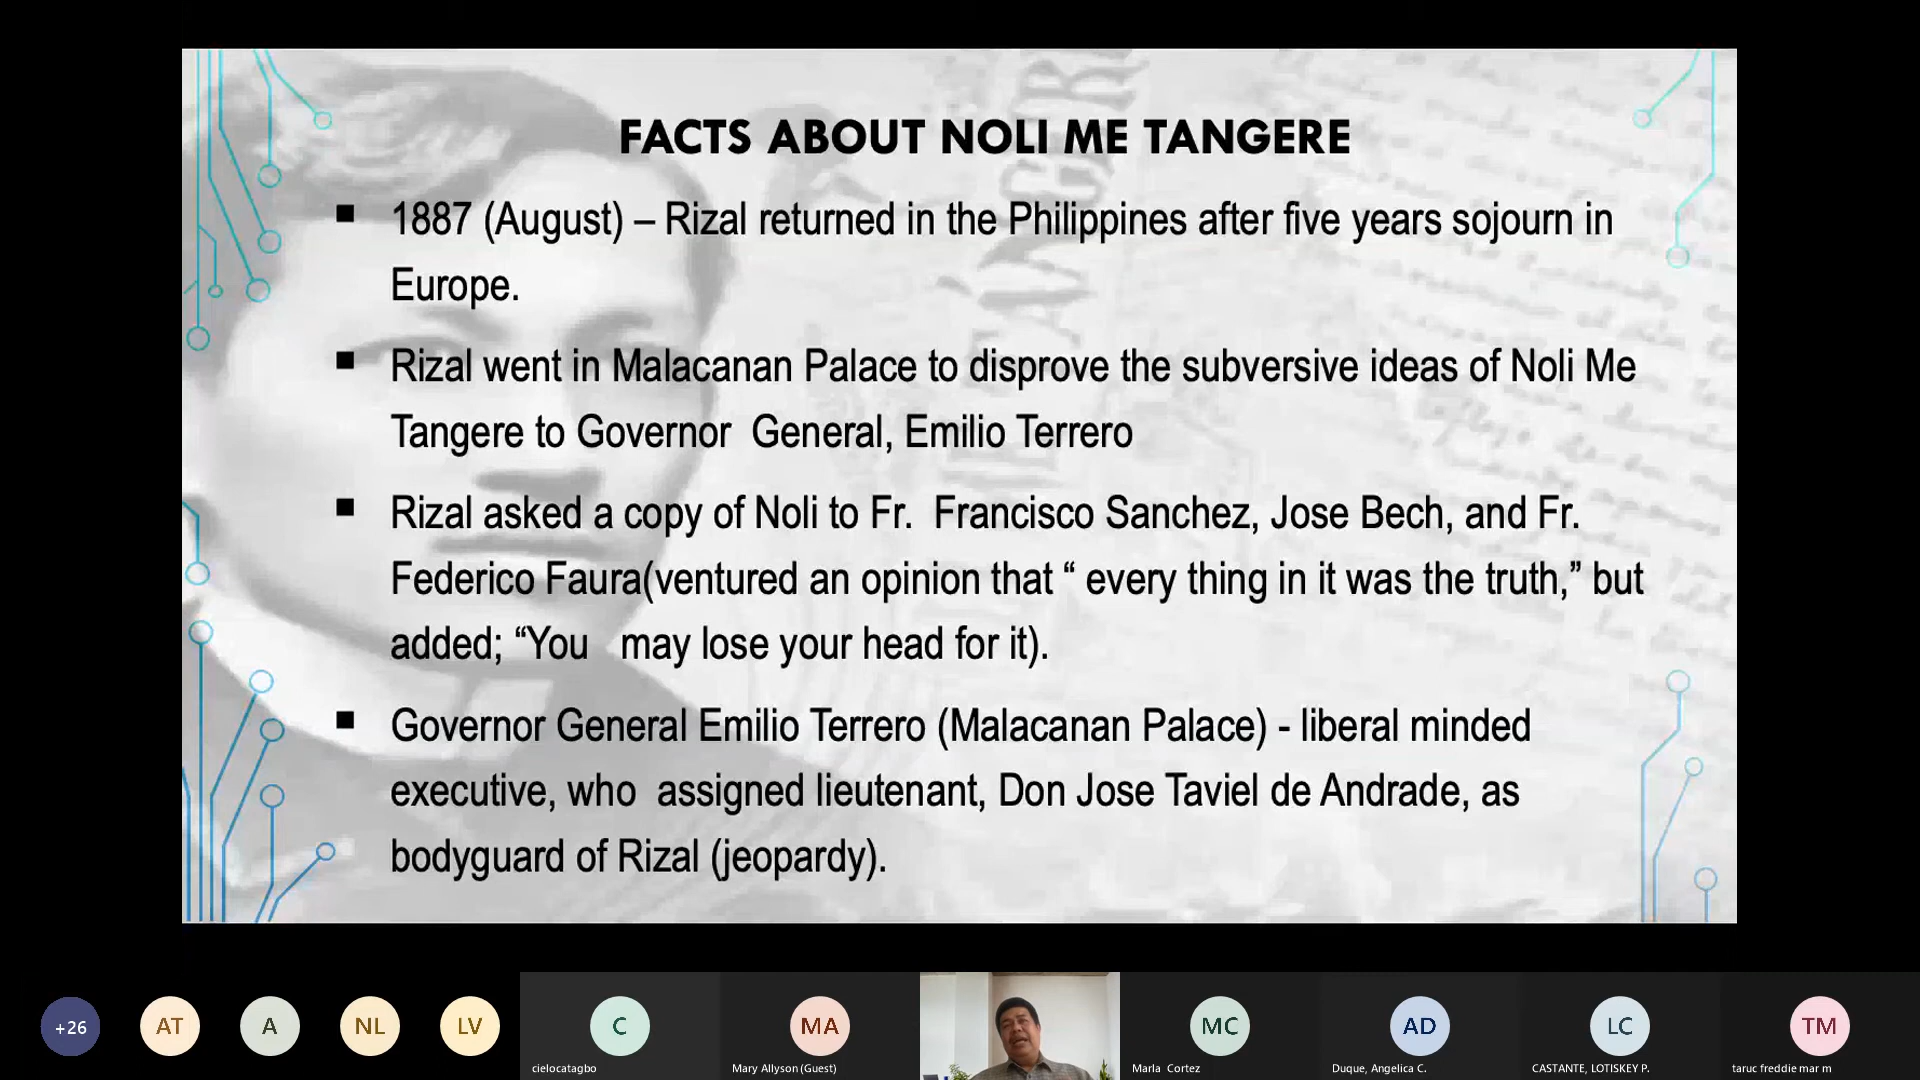 FACTS ABOUT NOLI ME TANGERE
▪ 1887 (August) – Rizal returned in the Philippines after five years sojourn in
Europe.
▪ Rizal went in Malacanan Palace to disprove the subversive ideas of Noli Me
Tangere to Governor  General, Emilio Terrero
▪ Rizal asked a copy of Noli to Fr.  Francisco Sanchez, Jose Bech, and Fr.
Federico Faura(ventured an opinion that “ every thing in it was the truth,” but
added; “You   may lose your head for it).
▪ Governor General Emilio Terrero (Malacanan Palace) - liberal minded
executive, who  assigned lieutenant, Don Jose Taviel de Andrade, as
bodyguard of Rizal (jeopardy).
+26
AT
A
NL
LV
C
MA
MC
AD
LC
TM
cielocatagbo
Mary Allyson (Guest)
Marla  Cortez
Duque, Angelica C.
CASTANTE, LOTISKEY P.
taruc freddie mar m